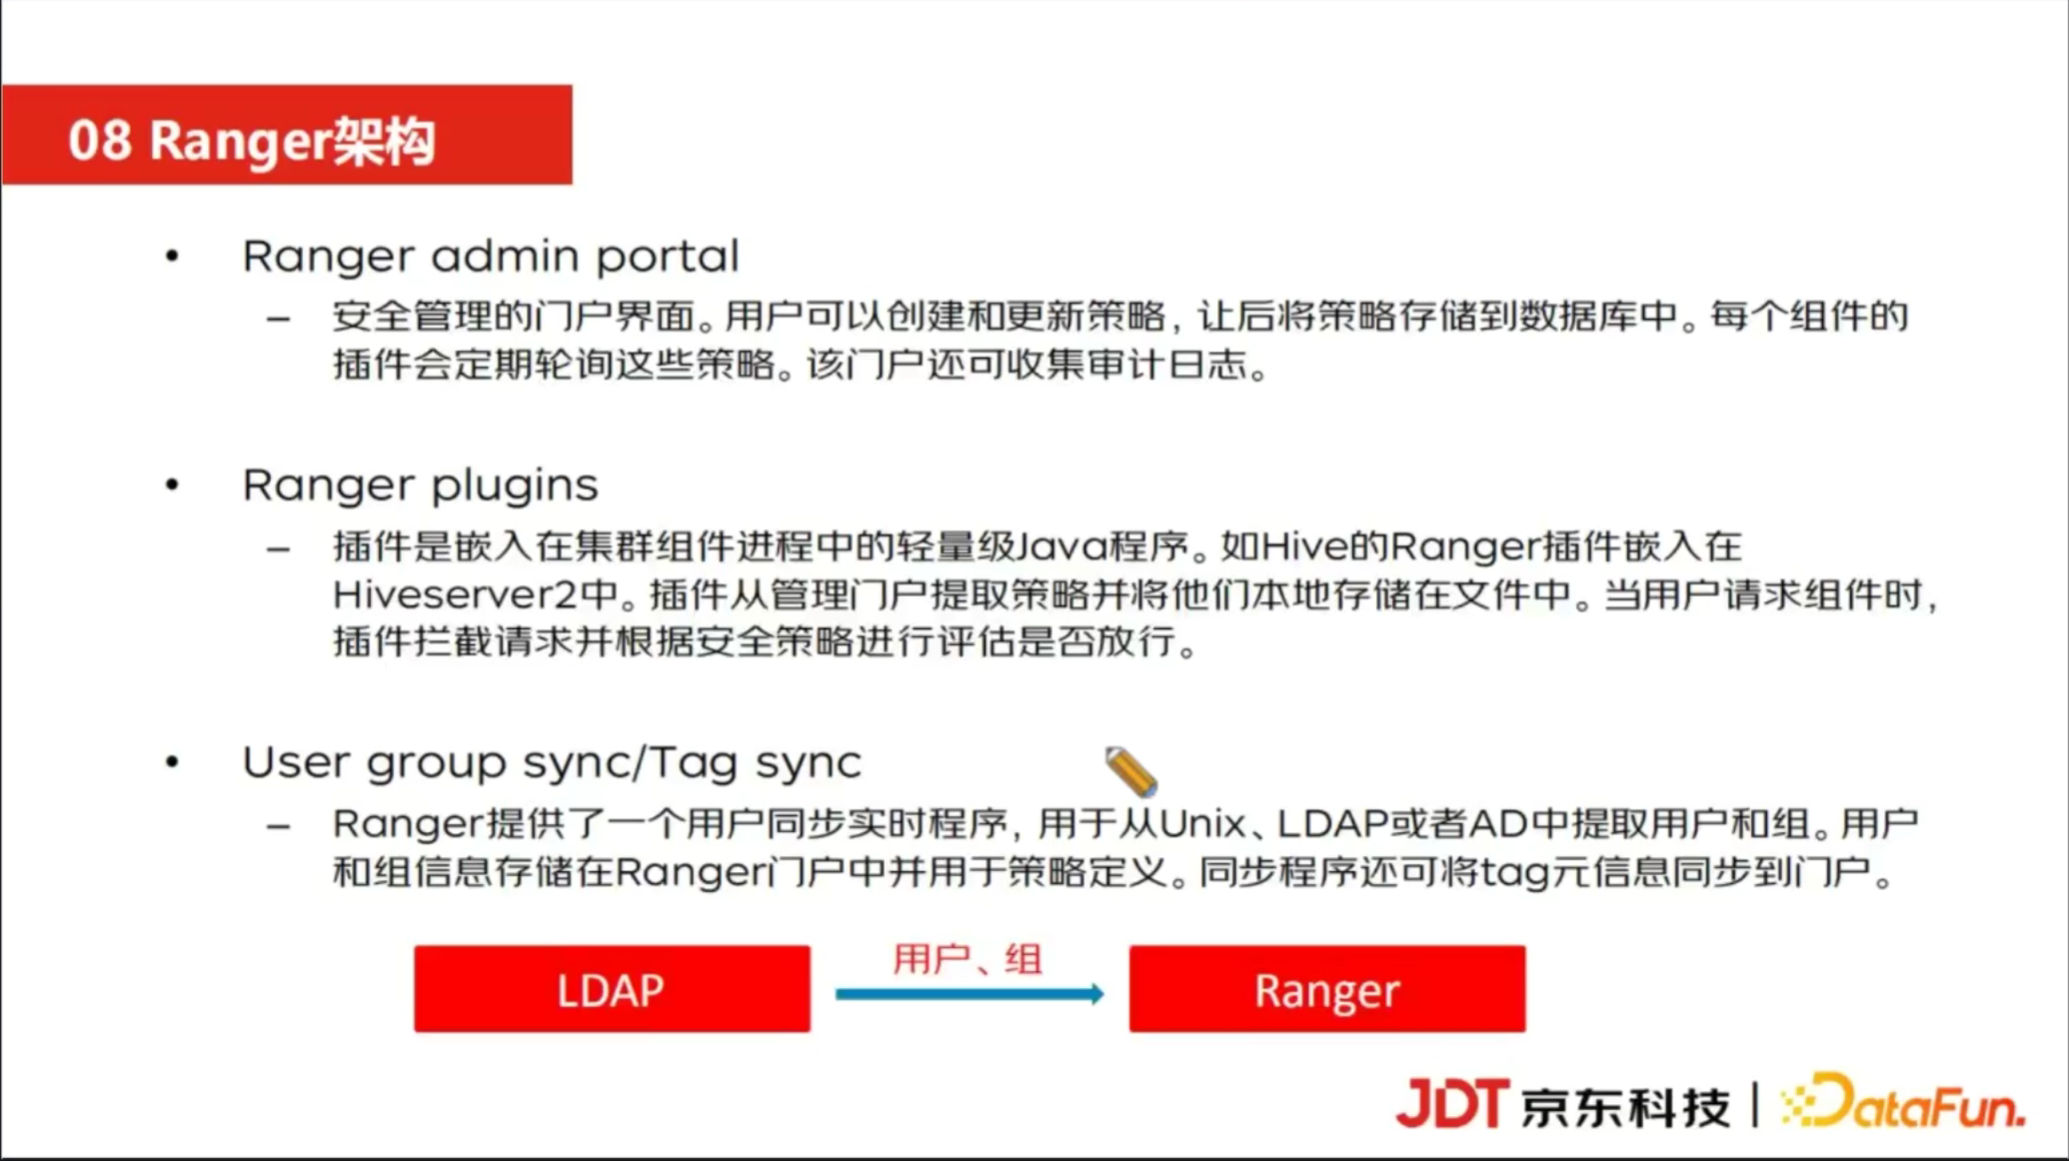 08 Ranger架构
• Ranger admin portal
– 安全管理的门户界面。用户可以创建和更新策略，让后将策略存储到数据库中。每个组件的
插件会定期轮询这些策略。该门户还可收集审计日志。
• Ranger plugins
– 插件是嵌入在集群组件进程中的轻量级Java程序。如Hive的Ranger插件嵌入在
Hiveserver2中。插件从管理门户提取策略并将他们本地存储在文件中。当用户请求组件时，
插件拦截请求并根据安全策略进行评估是否放行。
• User group sync/Tag sync
– Ranger提供了一个用户同步实时程序，用于从Unix、LDAP或者AD中提取用户和组。用户
和组信息存储在Ranger门户中并用于策略定义。同步程序还可将tag元信息同步到门户。
LDAP
用户、组
Ranger
JDT 京东科技 | DataFun.